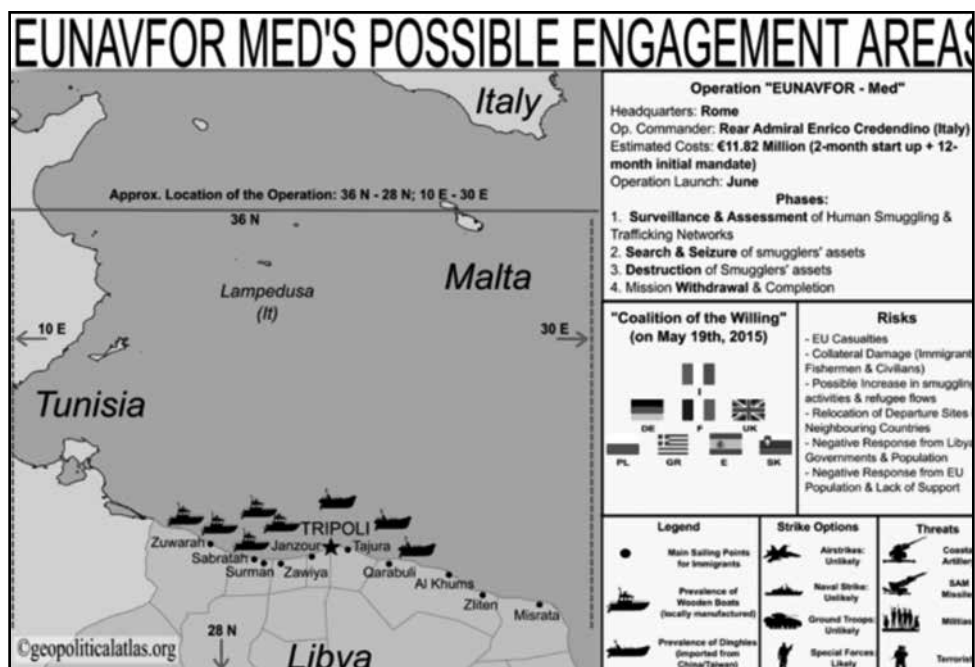 EUNAVFOR MED'S POSSIBLE ENGAGEMENT AREAS
Italy
Approx. Location of the Operation: 36 N - 28 N; 10 E - 30 E
36 N
Malta
Lampedusa
(It)
10 E
30 E
Tunisia
TRIPOLI
Zuwarah
Janzour
Tajura
Sabratah
Surman
Zawiya
Qarabuli
Al Khums
Zliten
Misrata
28 N
Libya
©geopoliticalatlas.org
Operation "EUNAVFOR - Med"
Headquarters: Rome
Op. Commander: Rear Admiral Enrico Credendino (Italy)
Estimated Costs: €11.82 Million (2-month start up + 12-
month initial mandate)
Operation Launch: June
Phases:
1. Surveillance & Assessment of Human Smuggling &
Trafficking Networks
2. Search & Seizure of smugglers' assets
3. Destruction of Smugglers' assets
4. Mission Withdrawal & Completion
"Coalition of the Willing"
(on May 19th, 2015)
I
DE F UK
PL GR E SK
Risks
- EU Casualties
- Collateral Damage (Immigrant
Fishermen & Civilians)
- Possible Increase in smuggling
activities & refugee flows
- Relocation of Departure Sites
Neighbouring Countries
- Negative Response from Libya
Governments & Population
- Negative Response from EU
Population & Lack of Support
Legend
Main Sailing Points
for Immigrants
Prevalence of
Wooden Boats
(locally manufactured)
Prevalence of Dinghies
(imported from
China/Taiwan)
Strike Options
Airstrikes:
Unlikely
Naval Strike:
Unlikely
Ground Troops:
Unlikely
Special Forces:
Likely
Threats
Coasta
Artiller
SAM
Missile
Militias
Terroris